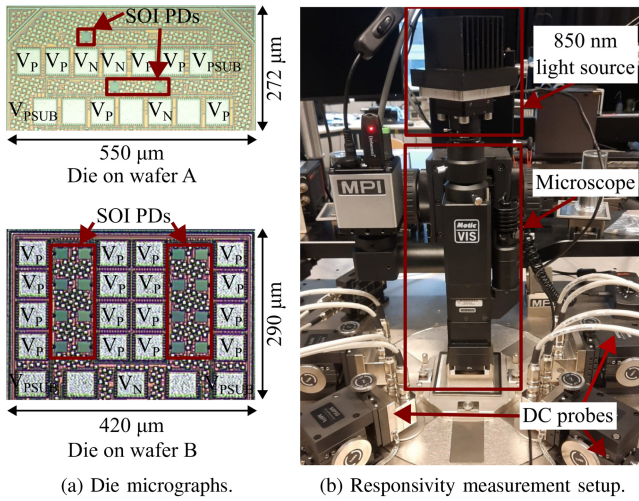 SOI PDs
V_P V_P V_N V_N V_P V_P V_PSUB
V_PSUB V_P V_N V_P
272 µm
550 µm
Die on wafer A
SOI PDs
V_P V_P V_P V_P
V_P V_P V_P V_P
V_P V_P V_P V_P
V_P V_P V_P V_P
V_PSUB V_N V_PSUB
290 µm
420 µm
Die on wafer B
(a) Die micrographs.
850 nm
light source
MPI
Microscope
Motic
VIS
MPI
DC probes
(b) Responsivity measurement setup.